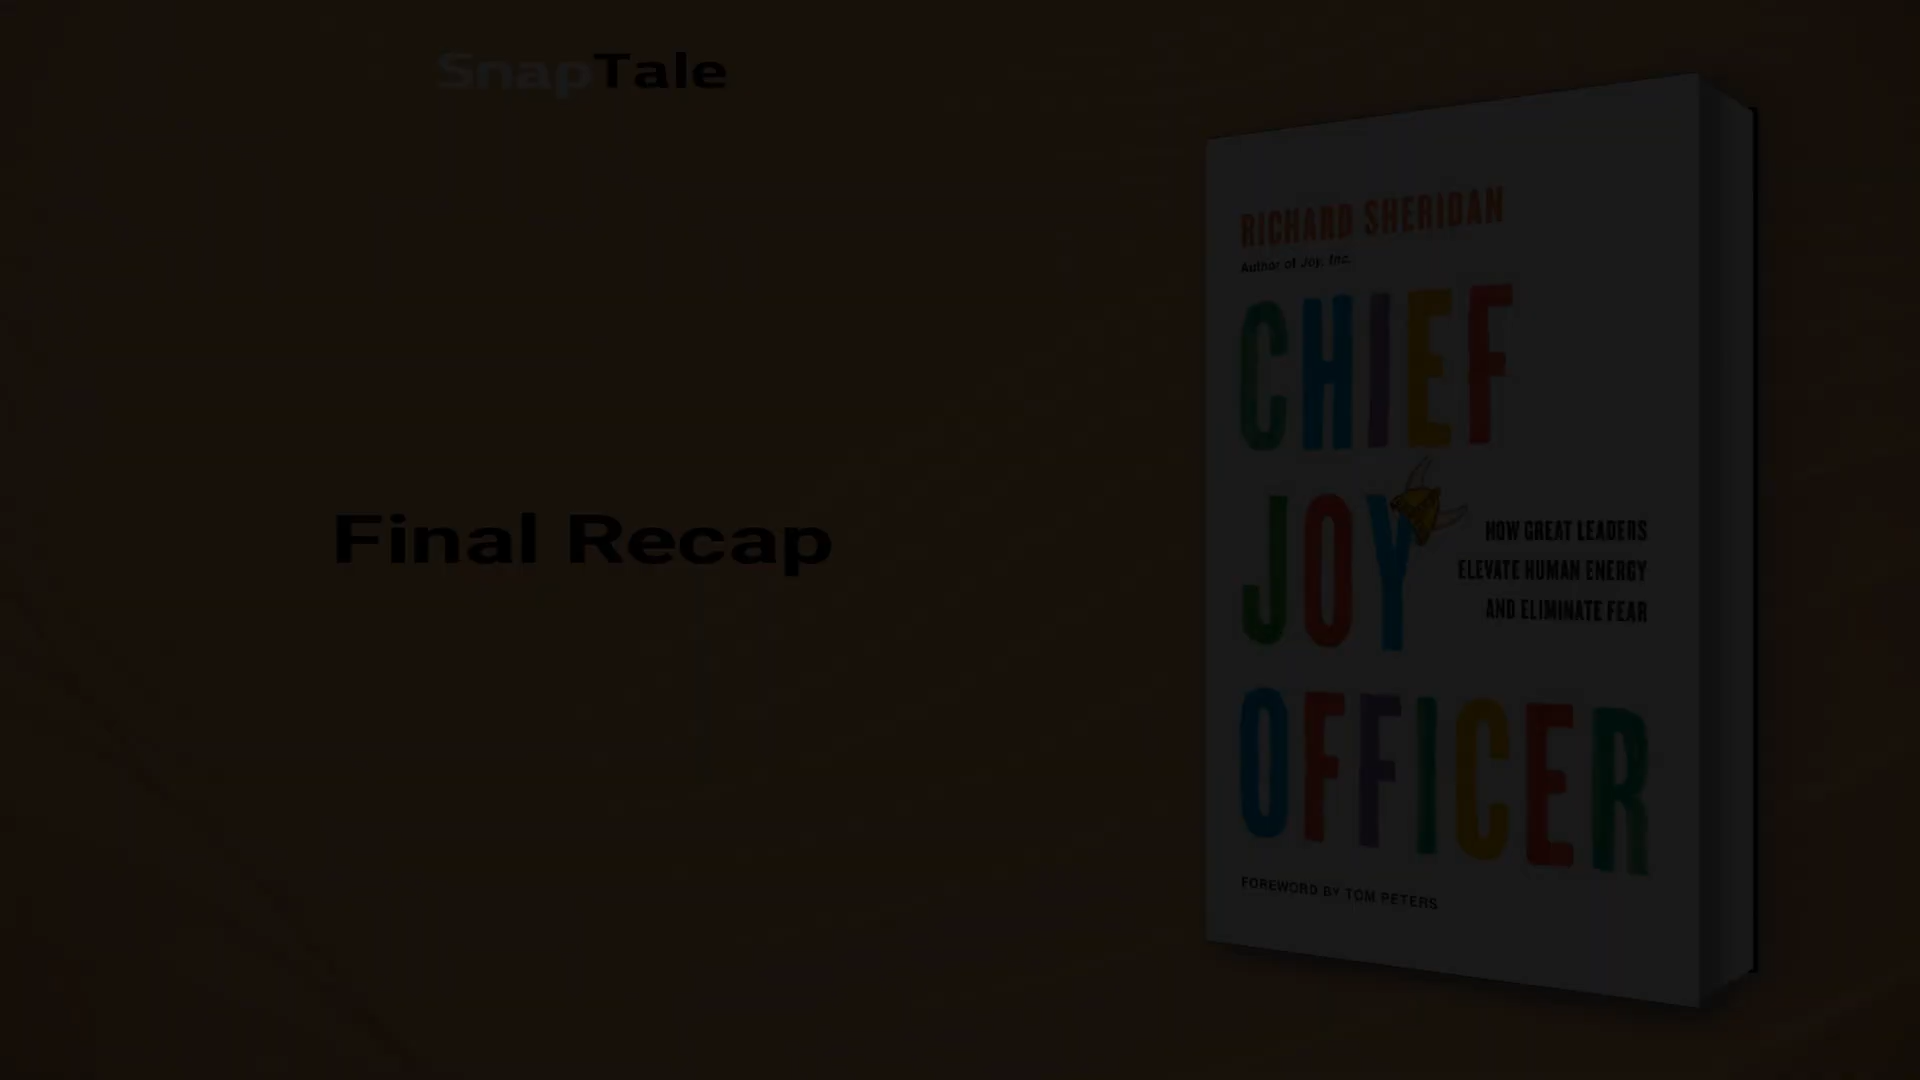 SnapTale
Final Recap
RICHARD SHERIDAN
Author of Joy, Inc.
CHIEF
JOY
HOW GREAT LEADERS
ELEVATE HUMAN ENERGY
AND ELIMINATE FEAR
OFFICER
FOREWORD BY TOM PETERS